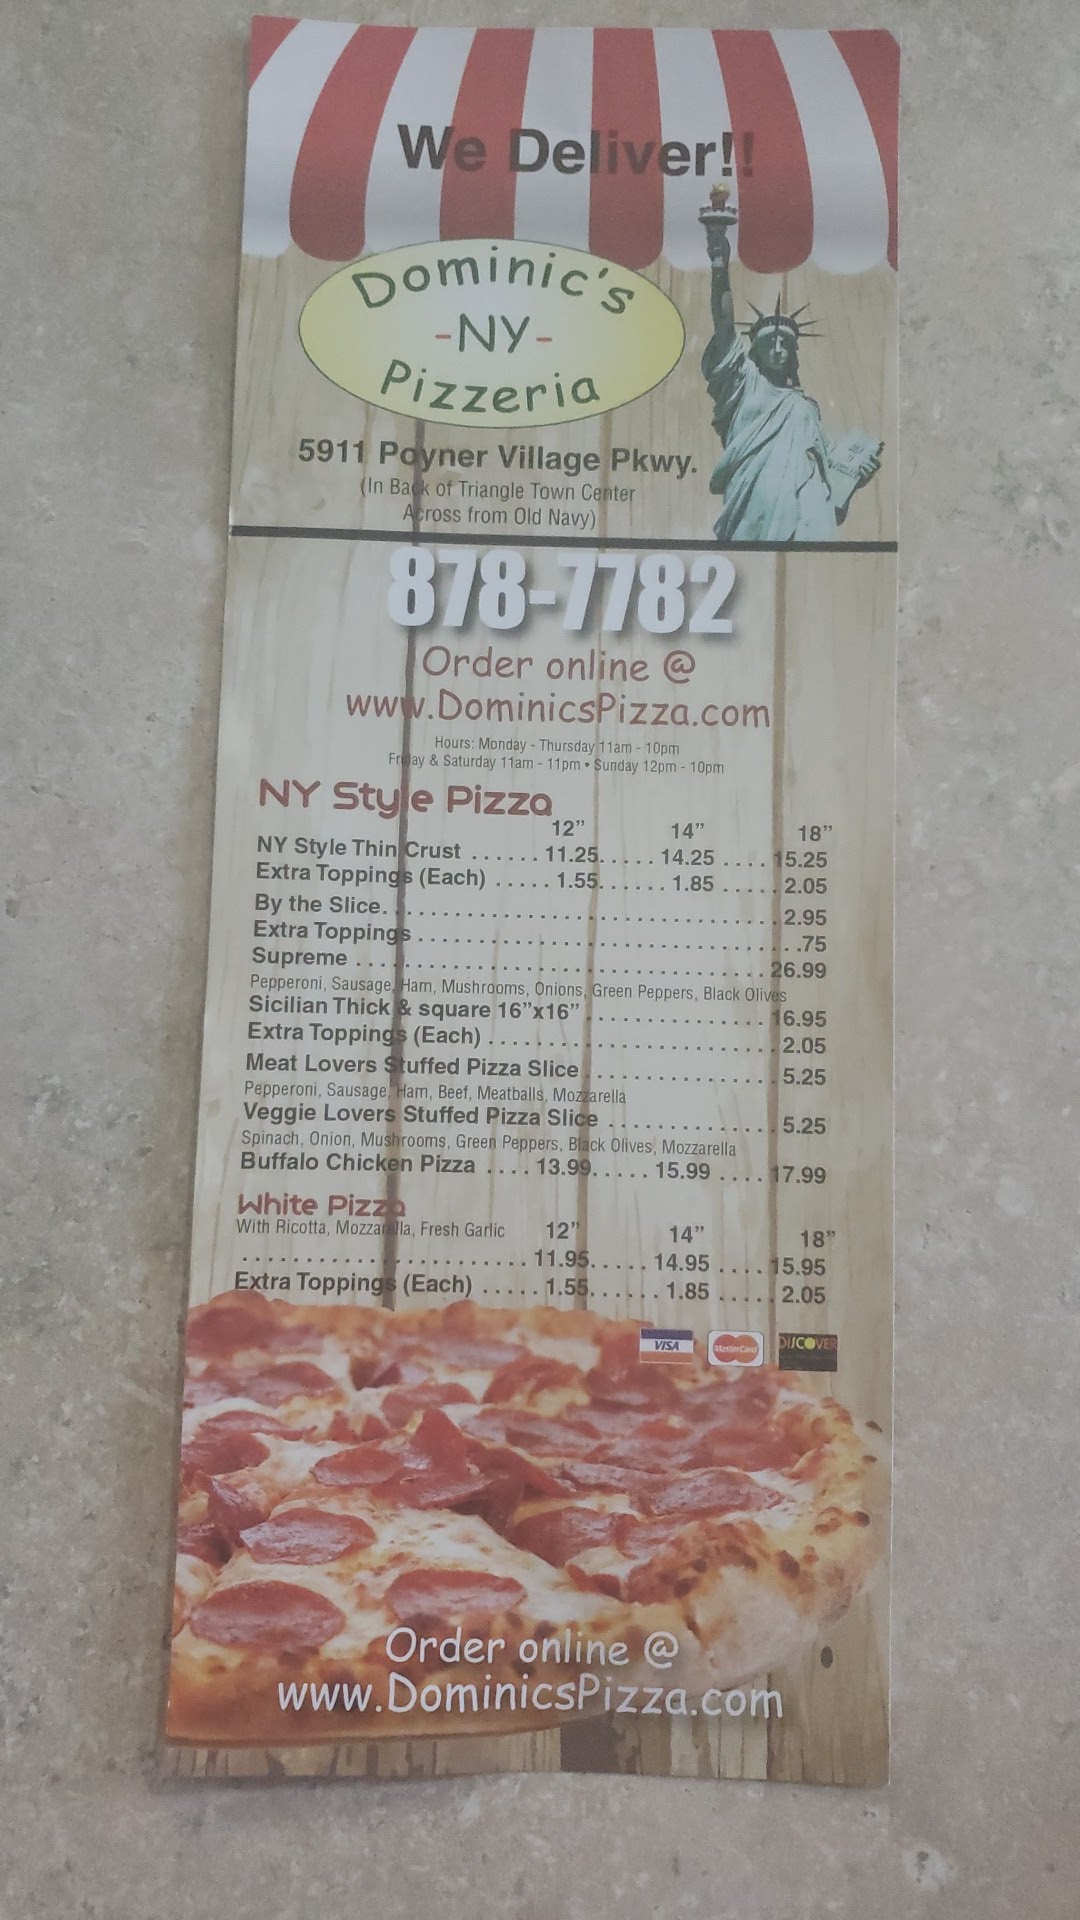 We Deliver!!
Dominic's
-NY-
Pizzeria
5911 Poyner Village Pkwy.
(In Back of Triangle Town Center
Across from Old Navy)
878-7782
Order online @
www.DominicsPizza.com
Hours: Monday - Thursday 11am - 10pm
Friday & Saturday 11am - 11pm • Sunday 12pm - 10pm
NY Style Pizza
12" 14" 18"
NY Style Thin Crust ...... 11.25..... 14.25 .... 15.25
Extra Toppings (Each) ..... 1.55...... 1.85 ..... 2.05
By the Slice........................................ 2.95
Extra Toppings ..................................... .75
Supreme ........................................ 26.99
Pepperoni, Sausage, Ham, Mushrooms, Onions, Green Peppers, Black Olives
Sicilian Thick & square 16"x16" ................ 16.95
Extra Toppings (Each) ........................... 2.05
Meat Lovers Stuffed Pizza Slice .................. 5.25
Pepperoni, Sausage, Ham, Beef, Meatballs, Mozzarella
Veggie Lovers Stuffed Pizza Slice ............... 5.25
Spinach, Onion, Mushrooms, Green Peppers, Black Olives, Mozzarella
Buffalo Chicken Pizza .... 13.99..... 15.99 .... 17.99
White Pizza
With Ricotta, Mozzarella, Fresh Garlic 12" 14" 18"
......................... 11.95..... 14.95 .... 15.95
Extra Toppings (Each) ..... 1.55...... 1.85 ..... 2.05
VISA MasterCard DISCOVER
Order online @
www.DominicsPizza.com